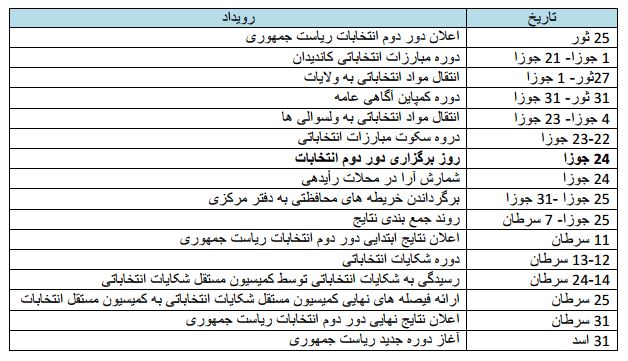 تاریخ رویداد
25 ثور اعلان دور دوم انتخابات ریاست جمهوری
1 جوزا- 21 جوزا دوره مبارزات انتخاباتی کاندیدان
27ثور- 1 جوزا انتقال مواد انتخاباتی به ولایات
31 ثور- 31 جوزا دوره کمپاین آگاهی عامه
4 جوزا- 23 جوزا انتقال مواد انتخاباتی به ولسوالی ها
22-23 جوزا دروه سکوت مبارزات انتخاباتی
24 جوزا روز برگزاری دور دوم انتخابات
24 جوزا شمارش آرا در محلات رأیدهی
25 جوزا -31 جوزا برگرداندن خریطه های محافظتی به دفتر مرکزی
25 جوزا- 7 سرطان روند جمع بندی نتایج
11 سرطان اعلان نتایج ابتدایی دور دوم انتخابات ریاست جمهوری
12-13 سرطان دوره شکایات انتخاباتی
14-24 سرطان رسیدگی به شکایات انتخاباتی توسط کمیسیون مستقل شکایات انتخاباتی
25 سرطان ارائه فیصله های نهایی کمیسیون مستقل شکایات انتخاباتی به کمیسیون مستقل انتخابات
31 سرطان اعلان نتایج نهایی دور دوم انتخابات ریاست جمهوری
31 اسد آغاز دوره جدید ریاست جمهوری